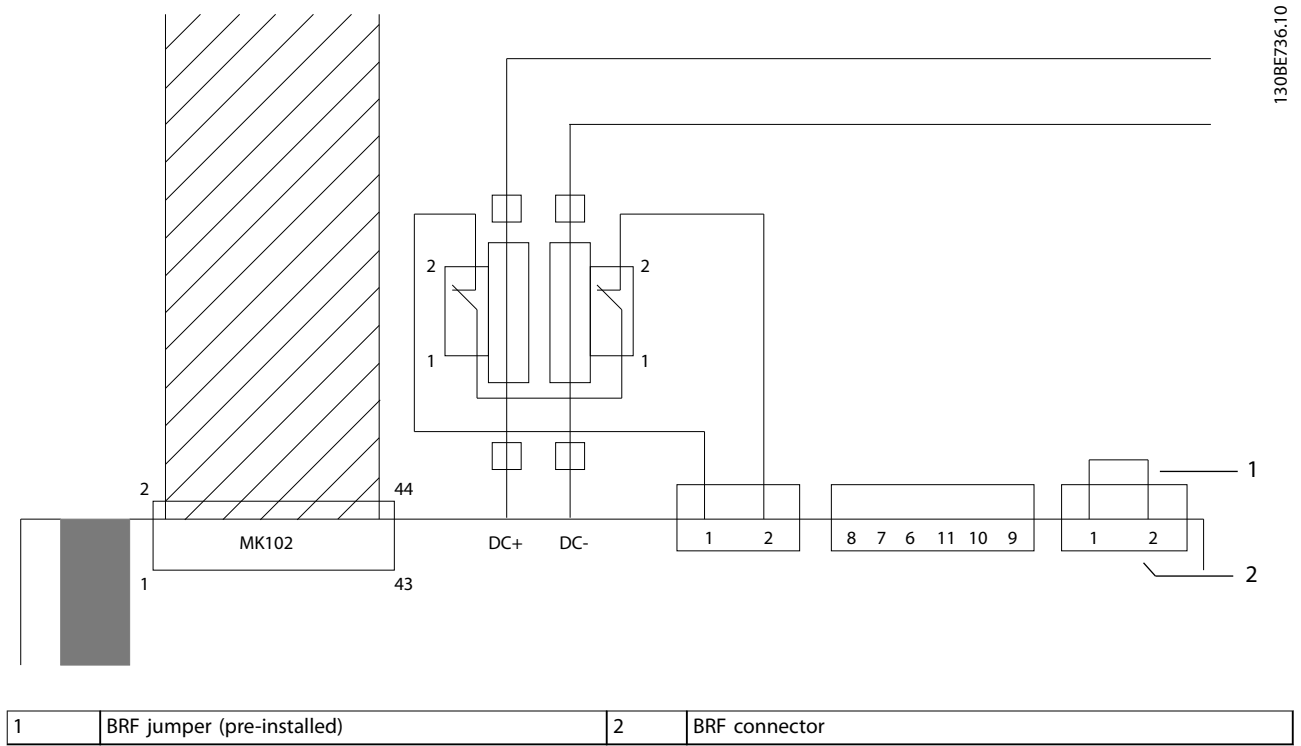 130BE736.10
2
2
1
1
1
2
44
MK102
DC+ DC-
1 2
8 7 6 11 10 9
1 2
2
1
43
1 BRF jumper (pre-installed) 2 BRF connector